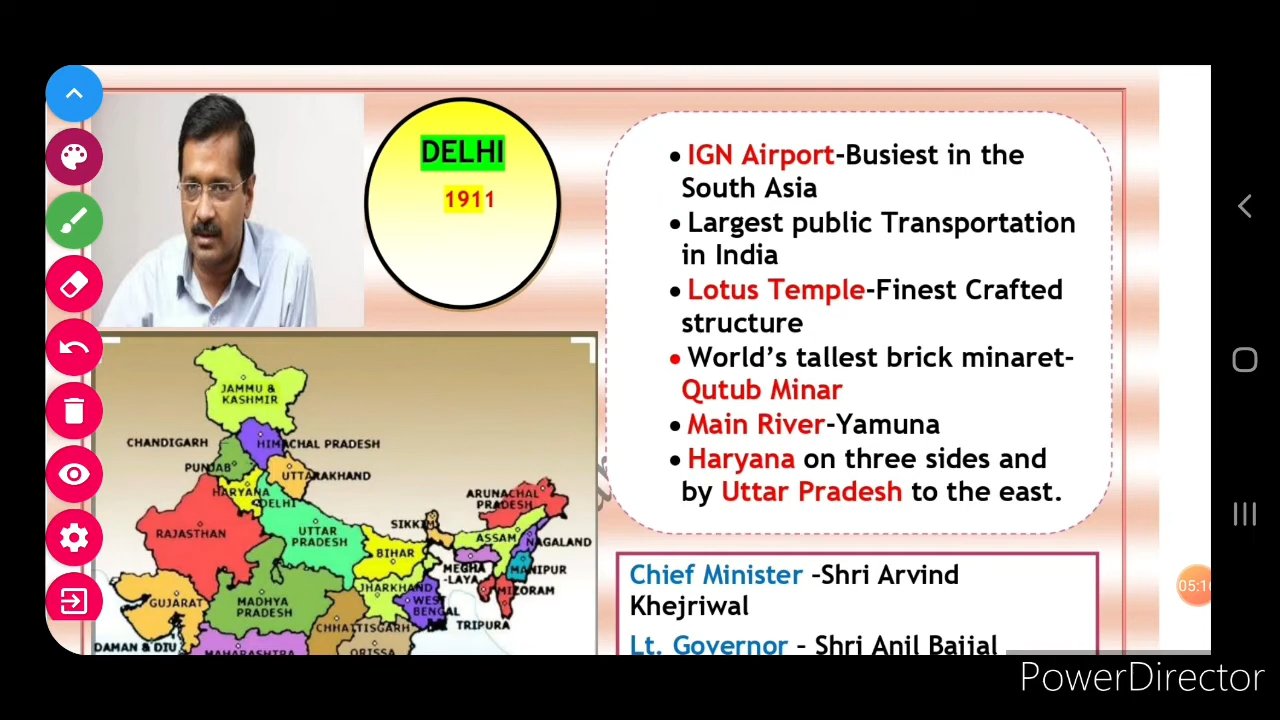 DELHI
1911
• IGN Airport-Busiest in the
South Asia
• Largest public Transportation
in India
• Lotus Temple-Finest Crafted
structure
• World's tallest brick minaret-
Qutub Minar
• Main River-Yamuna
• Haryana on three sides and
by Uttar Pradesh to the east.
Chief Minister -Shri Arvind
Khejriwal
Lt. Governor - Shri Anil Baijal
JAMMU &
KASHMIR
CHANDIGARH
HIMACHAL PRADESH
PUNJAB
UTTARAKHAND
HARYANA
DELHI
ARUNACHAL
PRADESH
RAJASTHAN
UTTAR
PRADESH
SIKKIM
ASSAM
NAGALAND
BIHAR
MEGHA
-LAYA
MANIPUR
JHARKHAND
MIZORAM
GUJARAT
MADHYA
PRADESH
WEST
BENGAL
TRIPURA
CHHATTISGARH
DAMAN & DIU
MAHARASHTRA
ORISSA
05:16
PowerDirector